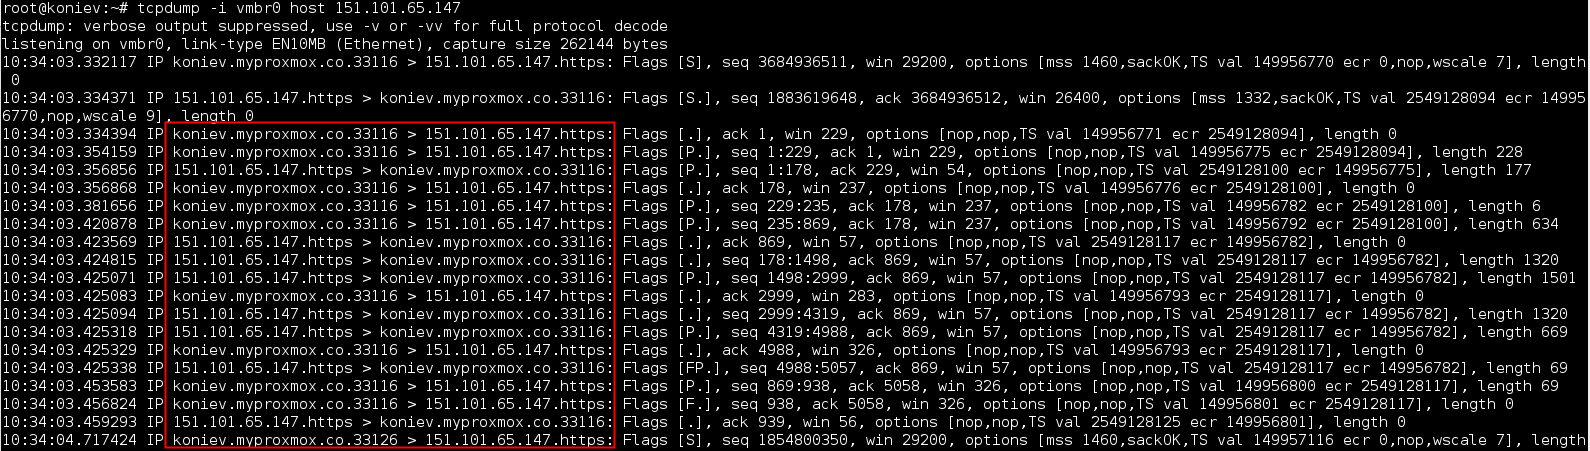 root@koniev:~# tcpdump -i vmbr0 host 151.101.65.147
tcpdump: verbose output suppressed, use -v or -vv for full protocol decode
listening on vmbr0, link-type EN10MB (Ethernet), capture size 262144 bytes
10:34:03.332117 IP koniev.myproxmox.co.33116 > 151.101.65.147.https: Flags [S], seq 3684936511, win 29200, options [mss 1460,sackOK,TS val 149956770 ecr 0,nop,wscale 7], length
 0
10:34:03.334371 IP 151.101.65.147.https > koniev.myproxmox.co.33116: Flags [S.], seq 1883619648, ack 3684936512, win 26400, options [mss 1332,sackOK,TS val 2549128094 ecr 14995
6770,nop,wscale 9], length 0
10:34:03.334394 IP koniev.myproxmox.co.33116 > 151.101.65.147.https: Flags [.], ack 1, win 229, options [nop,nop,TS val 149956771 ecr 2549128094], length 0
10:34:03.354159 IP koniev.myproxmox.co.33116 > 151.101.65.147.https: Flags [P.], seq 1:229, ack 1, win 229, options [nop,nop,TS val 149956775 ecr 2549128094], length 228
10:34:03.356856 IP 151.101.65.147.https > koniev.myproxmox.co.33116: Flags [P.], seq 1:178, ack 229, win 54, options [nop,nop,TS val 2549128100 ecr 149956775], length 177
10:34:03.356868 IP koniev.myproxmox.co.33116 > 151.101.65.147.https: Flags [.], ack 178, win 237, options [nop,nop,TS val 149956776 ecr 2549128100], length 0
10:34:03.381656 IP koniev.myproxmox.co.33116 > 151.101.65.147.https: Flags [P.], seq 229:235, ack 178, win 237, options [nop,nop,TS val 149956782 ecr 2549128100], length 6
10:34:03.420878 IP koniev.myproxmox.co.33116 > 151.101.65.147.https: Flags [P.], seq 235:869, ack 178, win 237, options [nop,nop,TS val 149956792 ecr 2549128100], length 634
10:34:03.423569 IP 151.101.65.147.https > koniev.myproxmox.co.33116: Flags [.], ack 869, win 57, options [nop,nop,TS val 2549128117 ecr 149956782], length 0
10:34:03.424815 IP 151.101.65.147.https > koniev.myproxmox.co.33116: Flags [.], seq 178:1498, ack 869, win 57, options [nop,nop,TS val 2549128117 ecr 149956782], length 1320
10:34:03.425071 IP 151.101.65.147.https > koniev.myproxmox.co.33116: Flags [P.], seq 1498:2999, ack 869, win 57, options [nop,nop,TS val 2549128117 ecr 149956782], length 1501
10:34:03.425083 IP koniev.myproxmox.co.33116 > 151.101.65.147.https: Flags [.], ack 2999, win 283, options [nop,nop,TS val 149956793 ecr 2549128117], length 0
10:34:03.425094 IP 151.101.65.147.https > koniev.myproxmox.co.33116: Flags [.], seq 2999:4319, ack 869, win 57, options [nop,nop,TS val 2549128117 ecr 149956782], length 1320
10:34:03.425318 IP 151.101.65.147.https > koniev.myproxmox.co.33116: Flags [P.], seq 4319:4988, ack 869, win 57, options [nop,nop,TS val 2549128117 ecr 149956782], length 669
10:34:03.425329 IP koniev.myproxmox.co.33116 > 151.101.65.147.https: Flags [.], ack 4988, win 326, options [nop,nop,TS val 149956793 ecr 2549128117], length 0
10:34:03.425338 IP 151.101.65.147.https > koniev.myproxmox.co.33116: Flags [FP.], seq 4988:5057, ack 869, win 57, options [nop,nop,TS val 2549128117 ecr 149956782], length 69
10:34:03.453583 IP koniev.myproxmox.co.33116 > 151.101.65.147.https: Flags [P.], seq 869:938, ack 5058, win 326, options [nop,nop,TS val 149956800 ecr 2549128117], length 69
10:34:03.456824 IP koniev.myproxmox.co.33116 > 151.101.65.147.https: Flags [F.], seq 938, ack 5058, win 326, options [nop,nop,TS val 149956801 ecr 2549128117], length 0
10:34:03.459293 IP 151.101.65.147.https > koniev.myproxmox.co.33116: Flags [.], ack 939, win 56, options [nop,nop,TS val 2549128125 ecr 149956801], length 0
10:34:04.717424 IP koniev.myproxmox.co.33126 > 151.101.65.147.https: Flags [S], seq 1854800350, win 29200, options [mss 1460,sackOK,TS val 149957116 ecr 0,nop,wscale 7], length